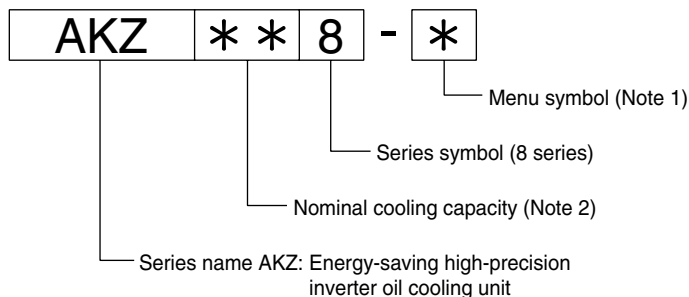 AKZ ＊ ＊ 8 - ＊
Menu symbol (Note 1)
Series symbol (8 series)
Nominal cooling capacity (Note 2)
Series name AKZ: Energy-saving high-precision
inverter oil cooling unit